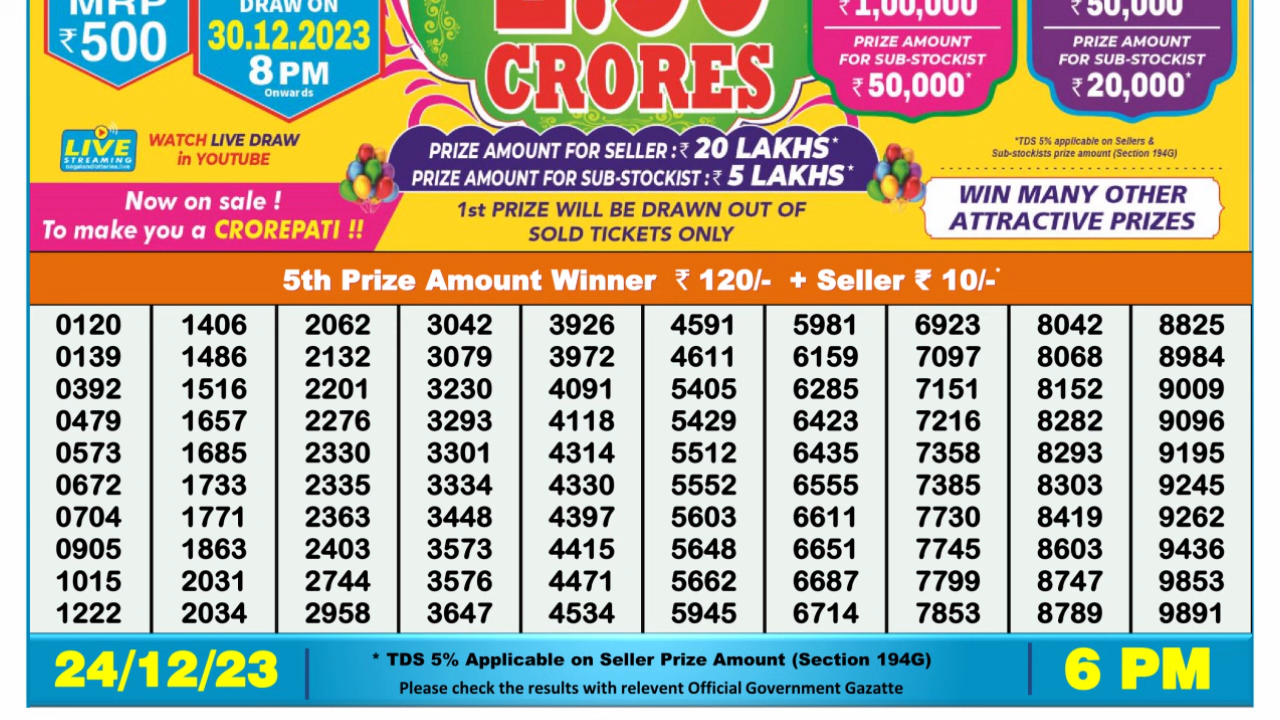 MRP
₹500
DRAW ON
30.12.2023
8 PM
Onwards
CRORES
₹1,00,000
PRIZE AMOUNT
FOR SUB-STOCKIST
₹50,000*
₹50,000
PRIZE AMOUNT
FOR SUB-STOCKIST
₹20,000*
LIVE
STREAMING
WATCH LIVE DRAW
in YOUTUBE
PRIZE AMOUNT FOR SELLER :₹ 20 LAKHS*
PRIZE AMOUNT FOR SUB-STOCKIST :₹ 5 LAKHS*
*TDS 5% applicable on Sellers &
Sub-stockists prize amount (Section 194G)
Now on sale !
To make you a CROREPATI !!
1st PRIZE WILL BE DRAWN OUT OF
SOLD TICKETS ONLY
WIN MANY OTHER
ATTRACTIVE PRIZES
5th Prize Amount Winner ₹ 120/- + Seller ₹ 10/-*
0120 1406 2062 3042 3926 4591 5981 6923 8042 8825
0139 1486 2132 3079 3972 4611 6159 7097 8068 8984
0392 1516 2201 3230 4091 5405 6285 7151 8152 9009
0479 1657 2276 3293 4118 5429 6423 7216 8282 9096
0573 1685 2330 3301 4314 5512 6435 7358 8293 9195
0672 1733 2335 3334 4330 5552 6555 7385 8303 9245
0704 1771 2363 3448 4397 5603 6611 7730 8419 9262
0905 1863 2403 3573 4415 5648 6651 7745 8603 9436
1015 2031 2744 3576 4471 5662 6687 7799 8747 9853
1222 2034 2958 3647 4534 5945 6714 7853 8789 9891
24/12/23
* TDS 5% Applicable on Seller Prize Amount (Section 194G)
Please check the results with relevent Official Government Gazatte
6 PM